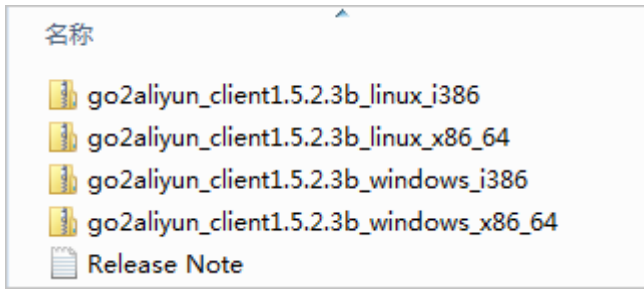 名称
go2aliyun_client1.5.2.3b_linux_i386
go2aliyun_client1.5.2.3b_linux_x86_64
go2aliyun_client1.5.2.3b_windows_i386
go2aliyun_client1.5.2.3b_windows_x86_64
Release Note